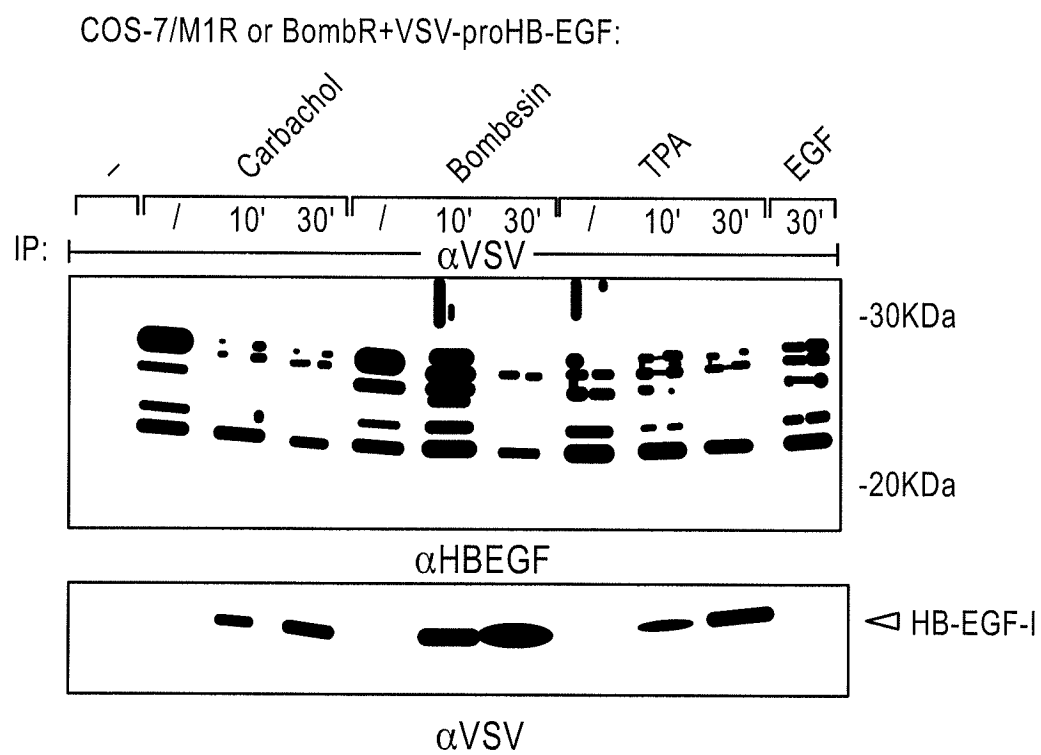 COS-7/M1R or BombR+VSV-proHB-EGF:
– Carbachol Bombesin TPA EGF
/ 10' 30' / 10' 30' / 10' 30' 30'
IP: αVSV
-30KDa
-20KDa
αHBEGF
HB-EGF-I
αVSV